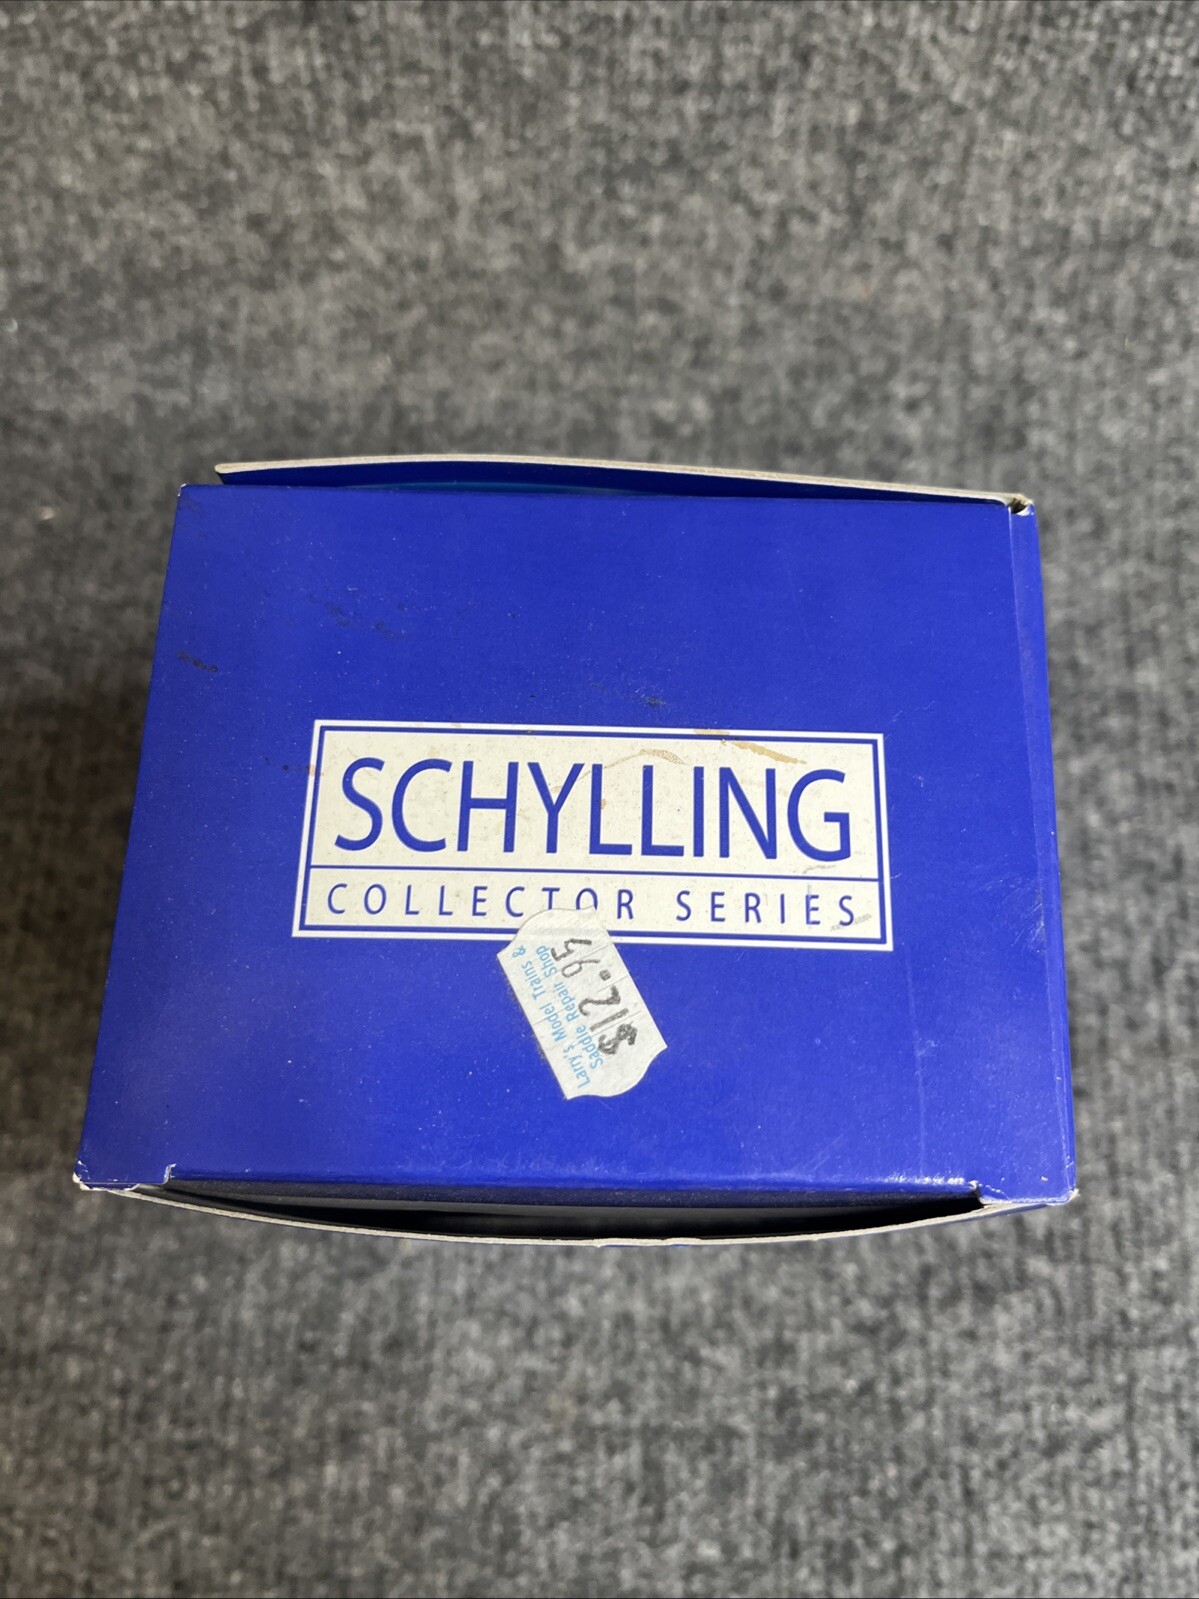 SCHYLLING
COLLECTOR SERIES
Larry's Model Trains &
Saddle Repair Shop
$12.95